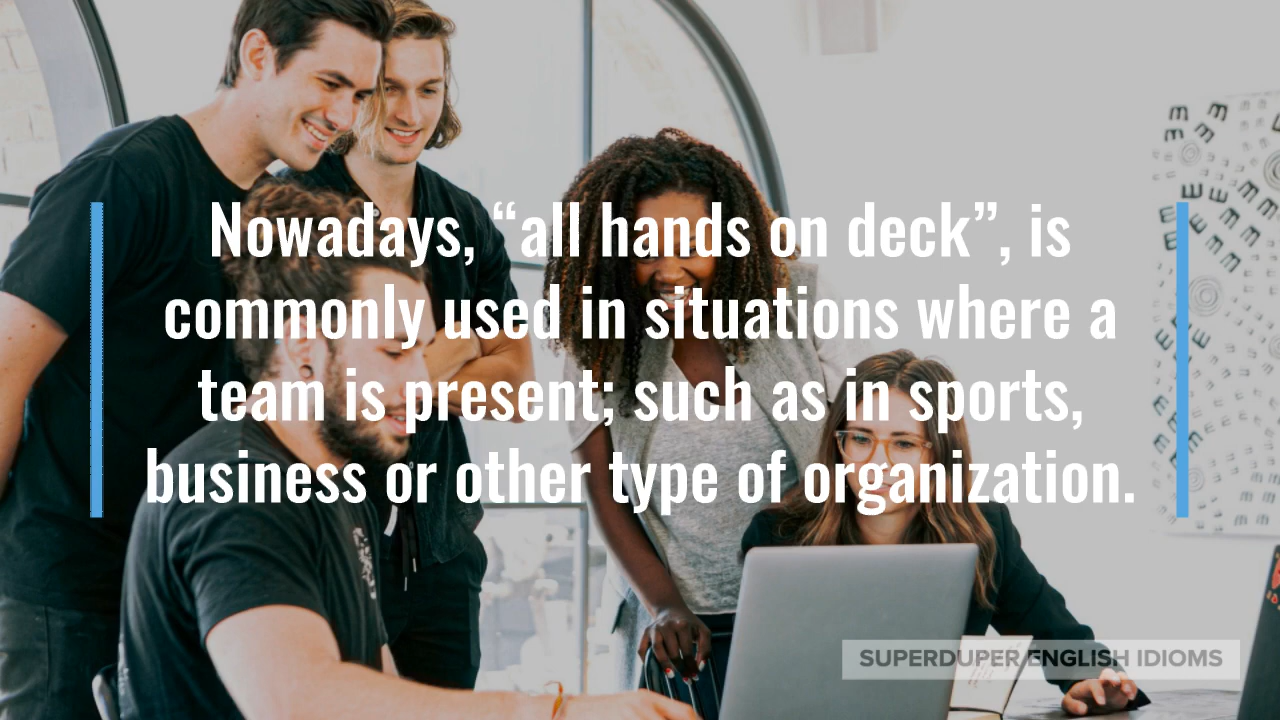 Nowadays, “all hands on deck”, is
commonly used in situations where a
team is present; such as in sports,
business or other type of organization.
SUPERDUPER ENGLISH IDIOMS